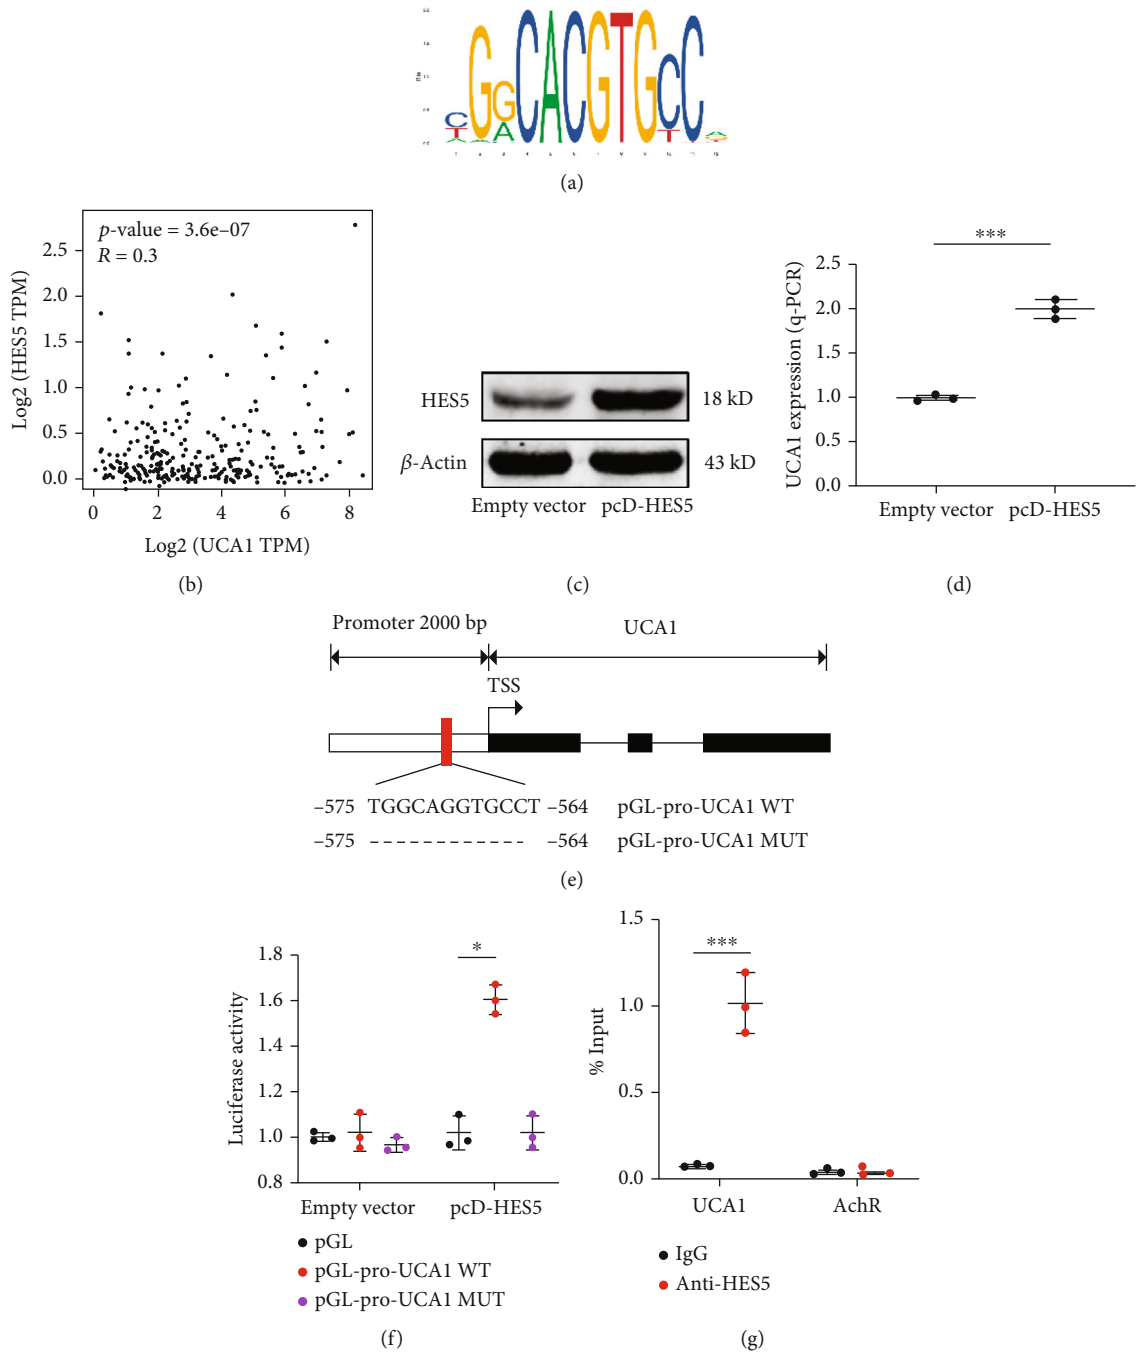 (a)
p-value = 3.6e–07
R = 0.3
Log2 (HES5 TPM)
2.5
2.0
1.5
1.0
0.5
0.0
0 2 4 6 8
Log2 (UCA1 TPM)
(b)
HES5 18 kD
β-Actin 43 kD
Empty vector pcD-HES5
(c)
***
UCA1 expression (q-PCR)
2.5
2.0
1.5
1.0
0.5
0.0
Empty vector pcD-HES5
(d)
Promoter 2000 bp UCA1
TSS
–575 TGGCAGGTGCCT –564 pGL-pro-UCA1 WT
–575 ------------ –564 pGL-pro-UCA1 MUT
(e)
*
Luciferase activity
1.8
1.6
1.4
1.2
1.0
0.8
Empty vector pcD-HES5
pGL
pGL-pro-UCA1 WT
pGL-pro-UCA1 MUT
(f)
***
% Input
1.5
1.0
0.5
0.0
UCA1 AchR
IgG
Anti-HES5
(g)